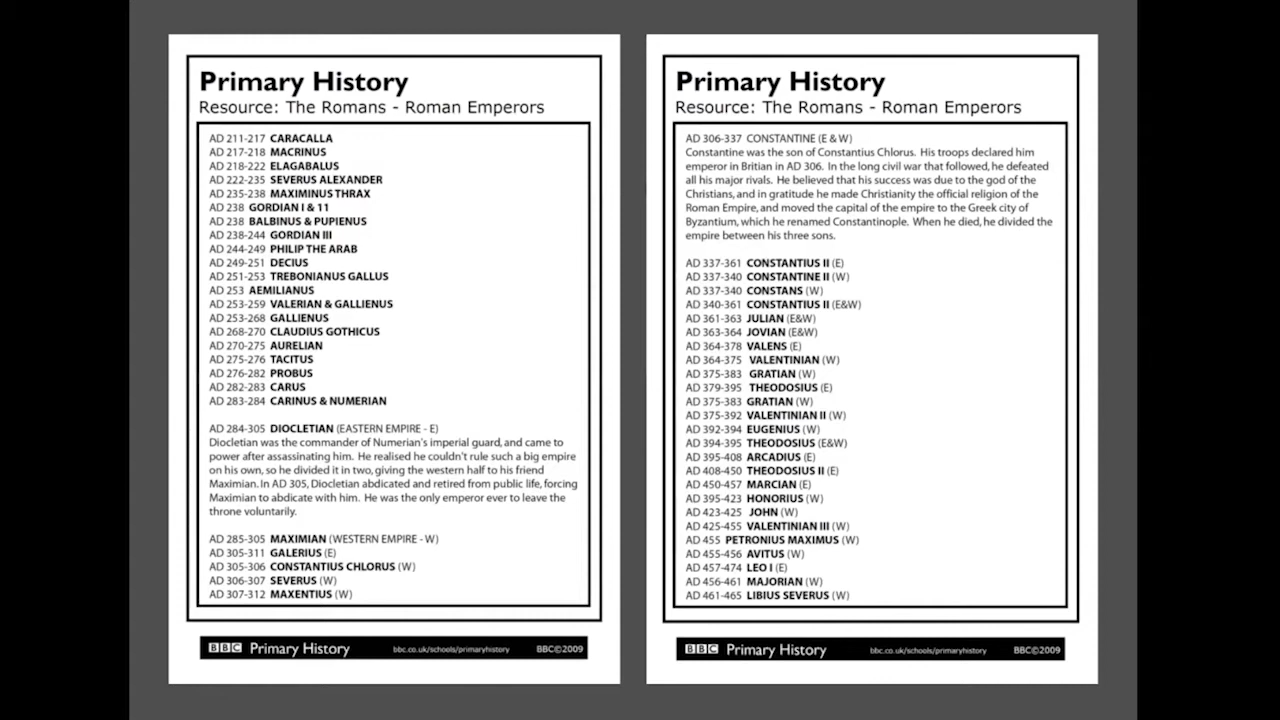 Primary History
Resource: The Romans - Roman Emperors
AD 211-217 CARACALLA
AD 217-218 MACRINUS
AD 218-222 ELAGABALUS
AD 222-235 SEVERUS ALEXANDER
AD 235-238 MAXIMINUS THRAX
AD 238 GORDIAN I & 11
AD 238 BALBINUS & PUPIENUS
AD 238-244 GORDIAN III
AD 244-249 PHILIP THE ARAB
AD 249-251 DECIUS
AD 251-253 TREBONIANUS GALLUS
AD 253 AEMILIANUS
AD 253-259 VALERIAN & GALLIENUS
AD 253-268 GALLIENUS
AD 268-270 CLAUDIUS GOTHICUS
AD 270-275 AURELIAN
AD 275-276 TACITUS
AD 276-282 PROBUS
AD 282-283 CARUS
AD 283-284 CARINUS & NUMERIAN
AD 284-305 DIOCLETIAN (EASTERN EMPIRE - E)
Diocletian was the commander of Numerian's imperial guard, and came to
power after assassinating him. He realised he couldn't rule such a big empire
on his own, so he divided it in two, giving the western half to his friend
Maximian. In AD 305, Diocletian abdicated and retired from public life, forcing
Maximian to abdicate with him. He was the only emperor ever to leave the
throne voluntarily.
AD 285-305 MAXIMIAN (WESTERN EMPIRE - W)
AD 305-311 GALERIUS (E)
AD 305-306 CONSTANTIUS CHLORUS (W)
AD 306-307 SEVERUS (W)
AD 307-312 MAXENTIUS (W)
BBC Primary History bbc.co.uk/schools/primaryhistory BBC©2009
Primary History
Resource: The Romans - Roman Emperors
AD 306-337 CONSTANTINE (E & W)
Constantine was the son of Constantius Chlorus. His troops declared him
emperor in Britian in AD 306. In the long civil war that followed, he defeated
all his major rivals. He believed that his success was due to the god of the
Christians, and in gratitude he made Christianity the official religion of the
Roman Empire, and moved the capital of the empire to the Greek city of
Byzantium, which he renamed Constantinople. When he died, he divided the
empire between his three sons.
AD 337-361 CONSTANTIUS II (E)
AD 337-340 CONSTANTINE II (W)
AD 337-340 CONSTANS (W)
AD 340-361 CONSTANTIUS II (E&W)
AD 361-363 JULIAN (E&W)
AD 363-364 JOVIAN (E&W)
AD 364-378 VALENS (E)
AD 364-375 VALENTINIAN (W)
AD 375-383 GRATIAN (W)
AD 379-395 THEODOSIUS (E)
AD 375-383 GRATIAN (W)
AD 375-392 VALENTINIAN II (W)
AD 392-394 EUGENIUS (W)
AD 394-395 THEODOSIUS (E&W)
AD 395-408 ARCADIUS (E)
AD 408-450 THEODOSIUS II (E)
AD 450-457 MARCIAN (E)
AD 395-423 HONORIUS (W)
AD 423-425 JOHN (W)
AD 425-455 VALENTINIAN III (W)
AD 455 PETRONIUS MAXIMUS (W)
AD 455-456 AVITUS (W)
AD 457-474 LEO I (E)
AD 456-461 MAJORIAN (W)
AD 461-465 LIBIUS SEVERUS (W)
BBC Primary History bbc.co.uk/schools/primaryhistory BBC©2009